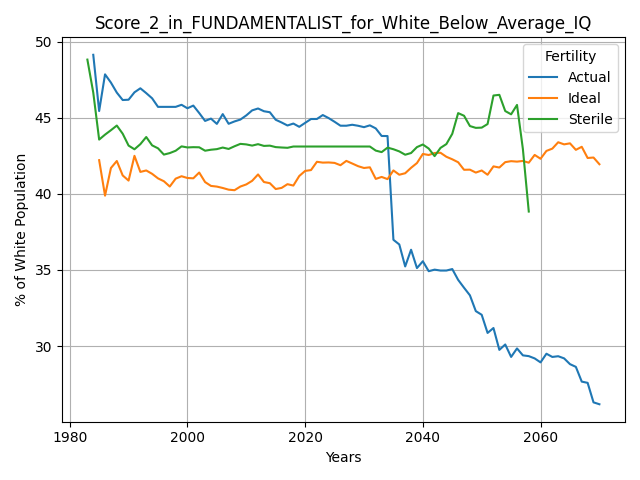 Score_2_in_FUNDAMENTALIST_for_White_Below_Average_IQ
Fertility
Actual
Ideal
Sterile
% of White Population
50
45
40
35
30
1980
2000
2020
2040
2060
Years